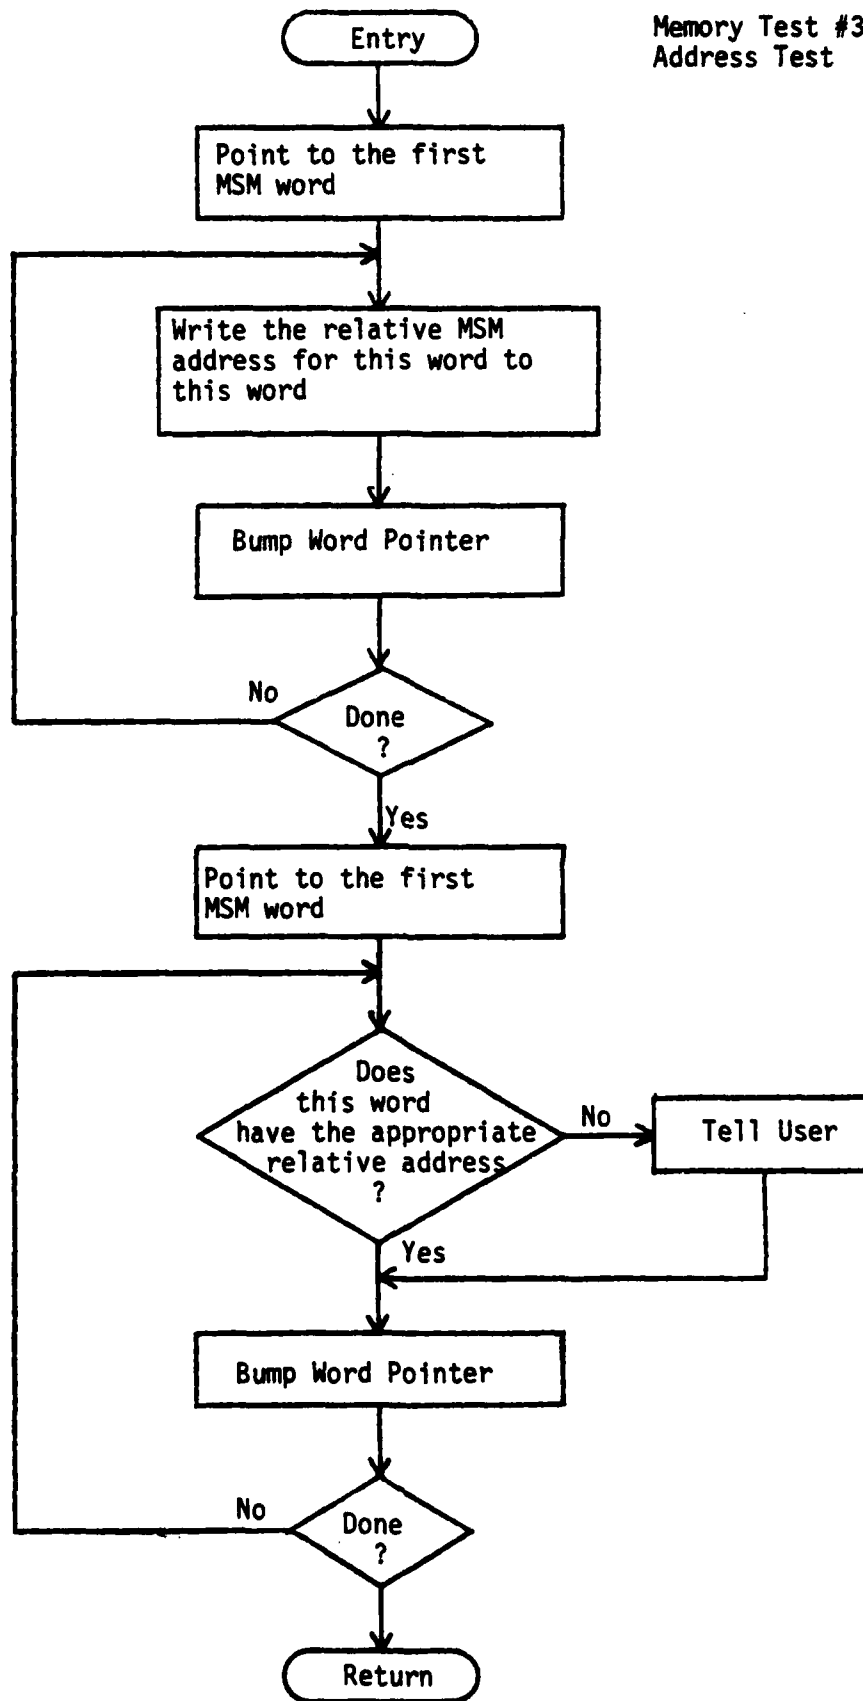 Entry
Memory Test #3
Address Test
Point to the first
MSM word
Write the relative MSM
address for this word to
this word
Bump Word Pointer
No
Done
?
Yes
Point to the first
MSM word
Does
this word
have the appropriate
relative address
?
No
Tell User
Yes
Bump Word Pointer
No
Done
?
Return